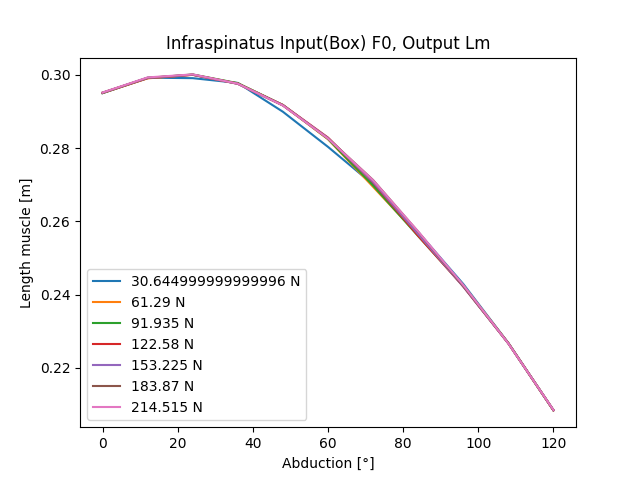 Infraspinatus Input(Box) F0, Output Lm
0.30
0.28
0.26
0.24
0.22
Length muscle [m]
30.644999999999996 N
61.29 N
91.935 N
122.58 N
153.225 N
183.87 N
214.515 N
0 20 40 60 80 100 120
Abduction [°]